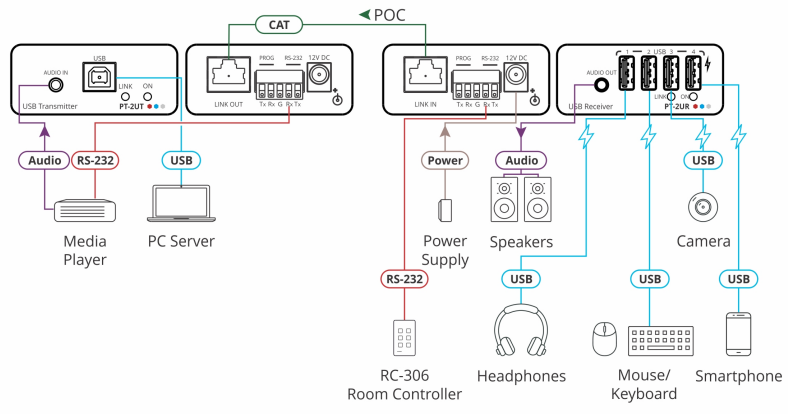 POC
CAT
AUDIO IN
USB
LINK ON
USB Transmitter
PT-2UT
LINK OUT
PROG RS-232
12V DC
Tx Rx G Rx Tx
LINK IN
PROG RS-232
12V DC
Tx Rx G Rx Tx
AUDIO OUT
1 2 USB 3 4
LINK ON
USB Receiver
PT-2UR
Audio
RS-232
USB
Power
Audio
USB
Media
Player
PC Server
Power
Supply
Speakers
Camera
RS-232
USB
USB
USB
RC-306
Room Controller
Headphones
Mouse/
Keyboard
Smartphone